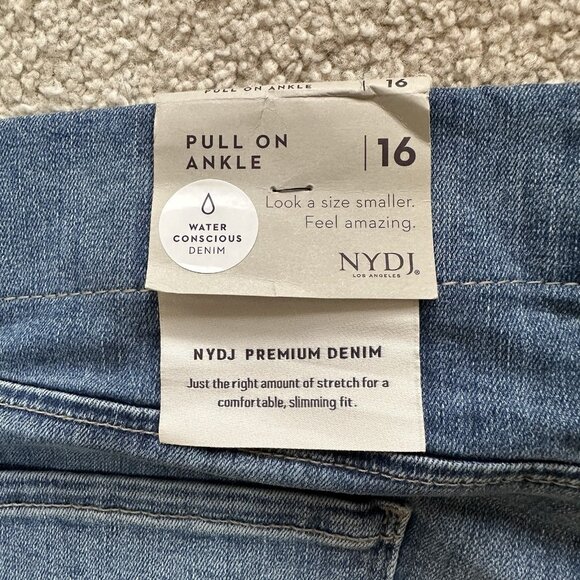 PULL ON ANKLE | 16
PULL ON
ANKLE
16
WATER
CONSCIOUS
DENIM
Look a size smaller.
Feel amazing.
NYDJ®
LOS ANGELES
NYDJ PREMIUM DENIM
Just the right amount of stretch for a
comfortable, slimming fit.